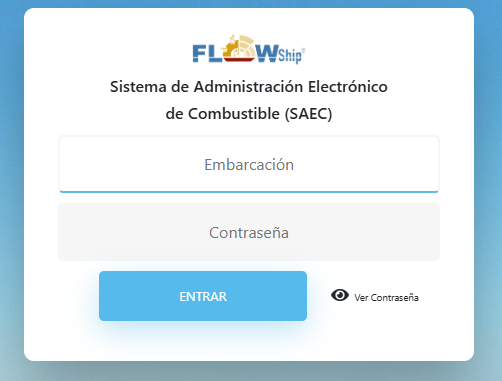 FLOWShip®
Sistema de Administración Electrónico
de Combustible (SAEC)
Embarcación
Contraseña
ENTRAR
Ver Contraseña